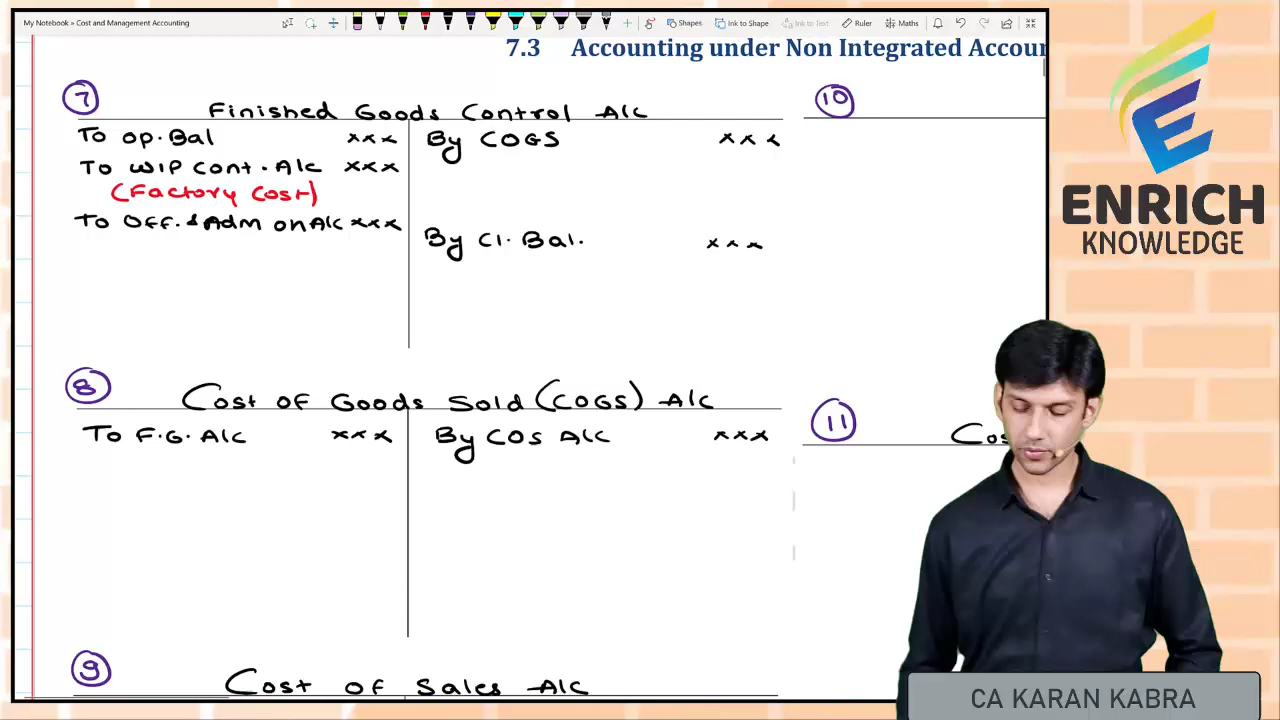 My Notebook » Cost and Management Accounting
Shapes
Ink to Shape
Ink to Text
Ruler
Maths
7.3 Accounting under Non Integrated Accoun
7
Finished Goods Control A/c
To Op. Bal xxx
By COGS xxx
To WIP Cont. A/c xxx
(Factory Cost)
To Off. & Adm on A/c xxx
By Cl. Bal. xxx
8
Cost of Goods Sold (COGS) A/c
To F.G. A/c xxx
By COS A/c xxx
9
Cost of Sales A/c
10
11
Cos
ENRICH
KNOWLEDGE
CA KARAN KABRA